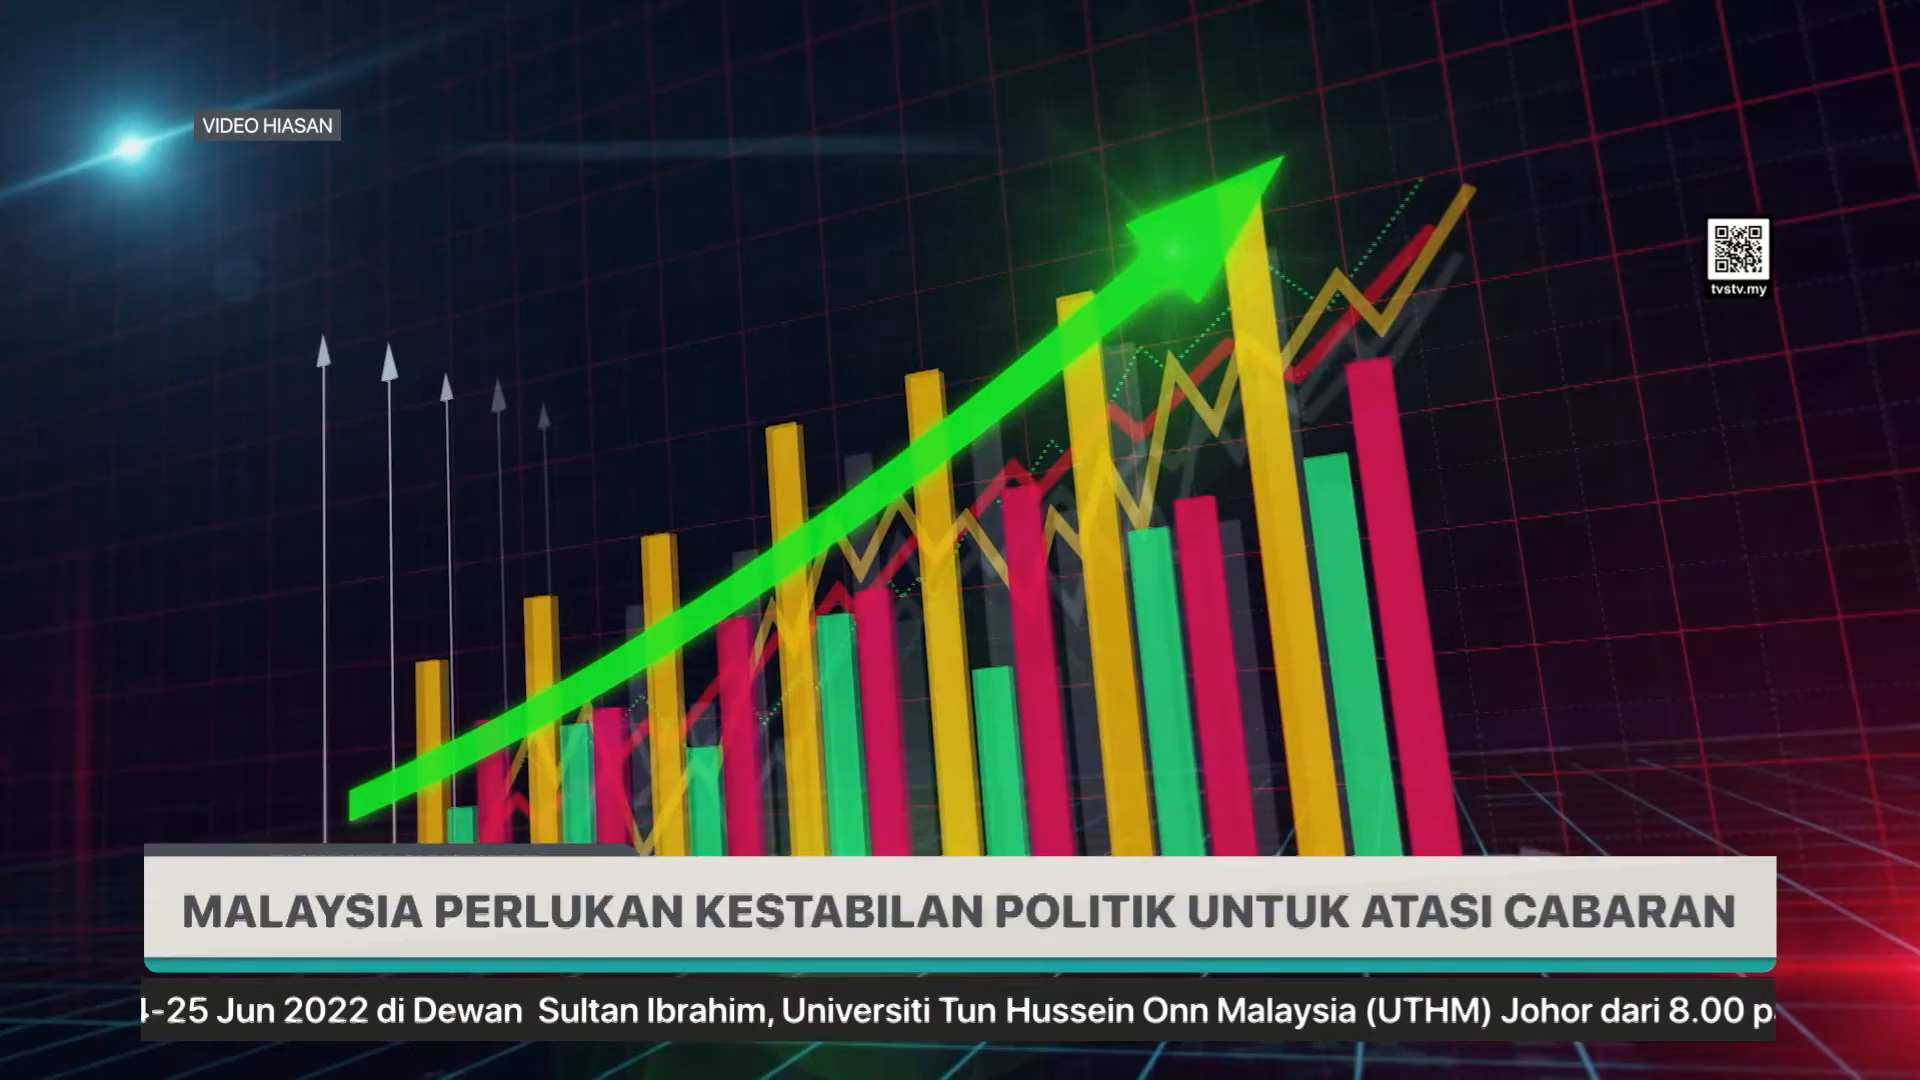 VIDEO HIASAN
tvstv.my
MALAYSIA PERLUKAN KESTABILAN POLITIK UNTUK ATASI CABARAN
-25 Jun 2022 di Dewan Sultan Ibrahim, Universiti Tun Hussein Onn Malaysia (UTHM) Johor dari 8.00